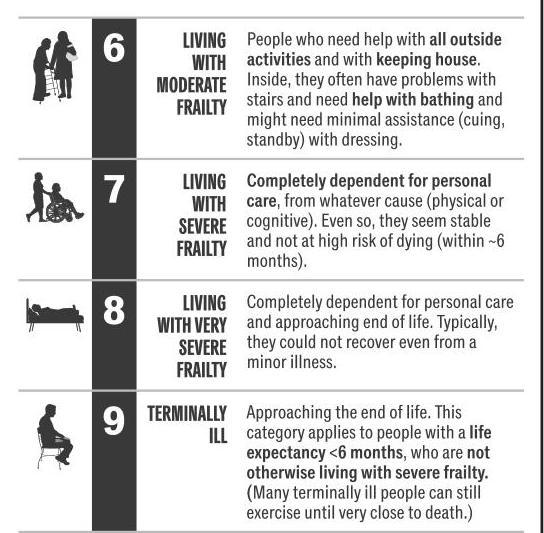 6
LIVING
WITH
MODERATE
FRAILTY
People who need help with all outside
activities and with keeping house.
Inside, they often have problems with
stairs and need help with bathing and
might need minimal assistance (cuing,
standby) with dressing.
7
LIVING
WITH
SEVERE
FRAILTY
Completely dependent for personal
care, from whatever cause (physical or
cognitive). Even so, they seem stable
and not at high risk of dying (within ~6
months).
8
LIVING
WITH VERY
SEVERE
FRAILTY
Completely dependent for personal care
and approaching end of life. Typically,
they could not recover even from a
minor illness.
9
TERMINALLY
ILL
Approaching the end of life. This
category applies to people with a life
expectancy <6 months, who are not
otherwise living with severe frailty.
(Many terminally ill people can still
exercise until very close to death.)